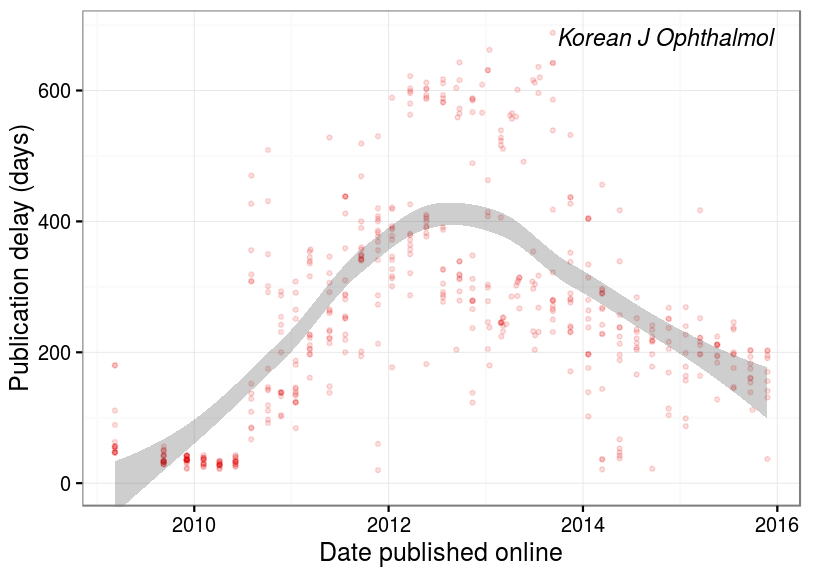 Korean J Ophthalmol
Publication delay (days)
600
400
200
0
2010 2012 2014 2016
Date published online